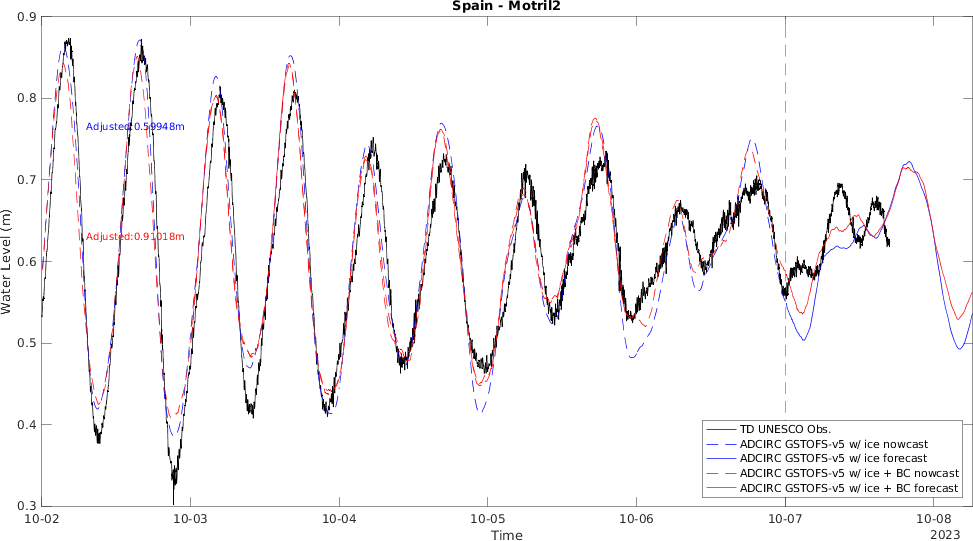 Spain - Motril2
0.9
0.8
0.7
0.6
0.5
0.4
0.3
Water Level (m)
Adjusted:0.59948m
Adjusted:0.91018m
TD UNESCO Obs.
ADCIRC GSTOFS-v5 w/ ice nowcast
ADCIRC GSTOFS-v5 w/ ice forecast
ADCIRC GSTOFS-v5 w/ ice + BC nowcast
ADCIRC GSTOFS-v5 w/ ice + BC forecast
10-02 10-03 10-04 10-05 10-06 10-07 10-08
Time
2023